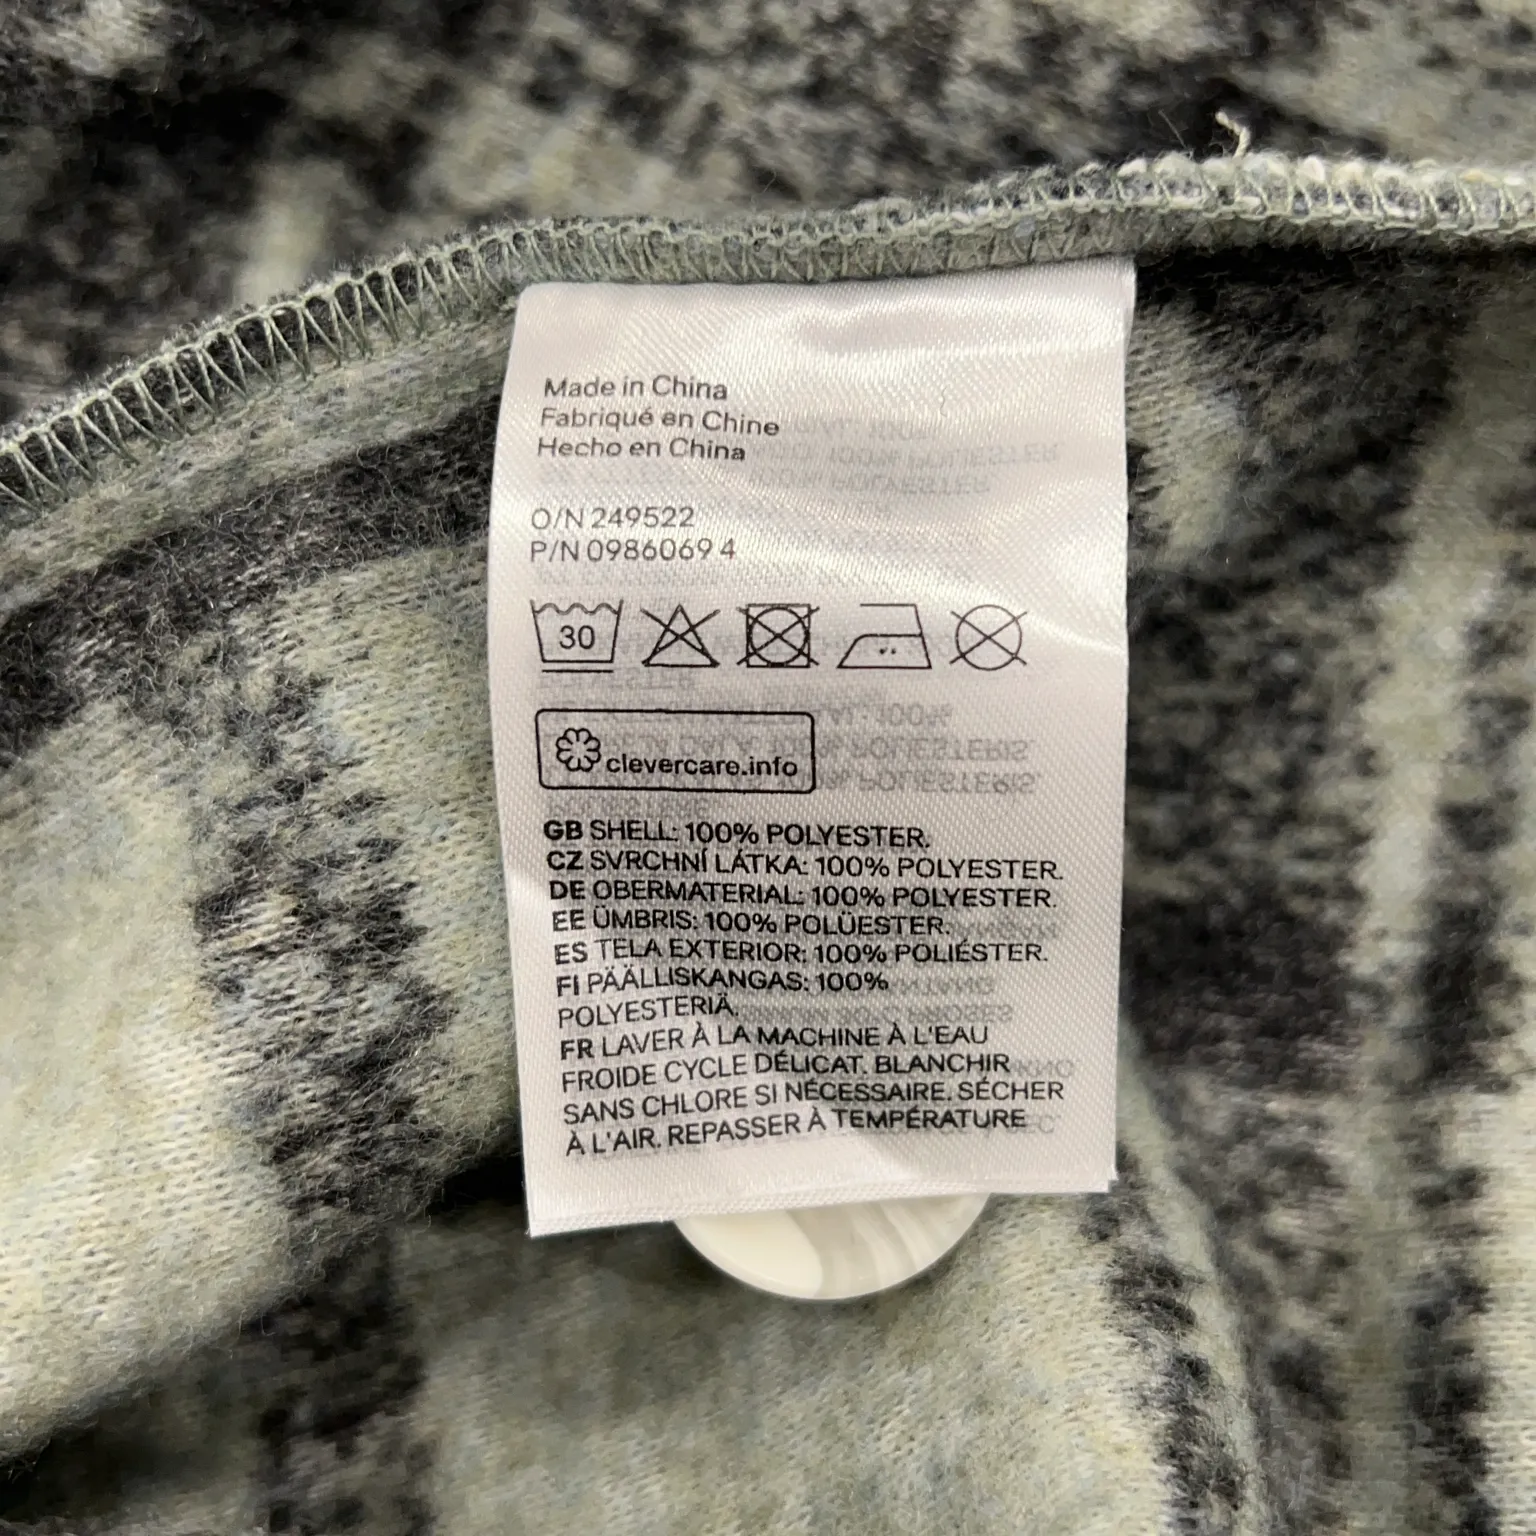 Made in China
Fabriqué en Chine
Hecho en China
O/N 249522
P/N 0986069 4
30
clevercare.info
GB SHELL: 100% POLYESTER.
CZ SVRCHNÍ LÁTKA: 100% POLYESTER.
DE OBERMATERIAL: 100% POLYESTER.
EE ÜMBRIS: 100% POLÜESTER.
ES TELA EXTERIOR: 100% POLIÉSTER.
FI PÄÄLLISKANGAS: 100%
POLYESTERIÄ.
FR LAVER À LA MACHINE À L'EAU
FROIDE CYCLE DÉLICAT. BLANCHIR
SANS CHLORE SI NÉCESSAIRE. SÉCHER
À L'AIR. REPASSER À TEMPÉRATURE